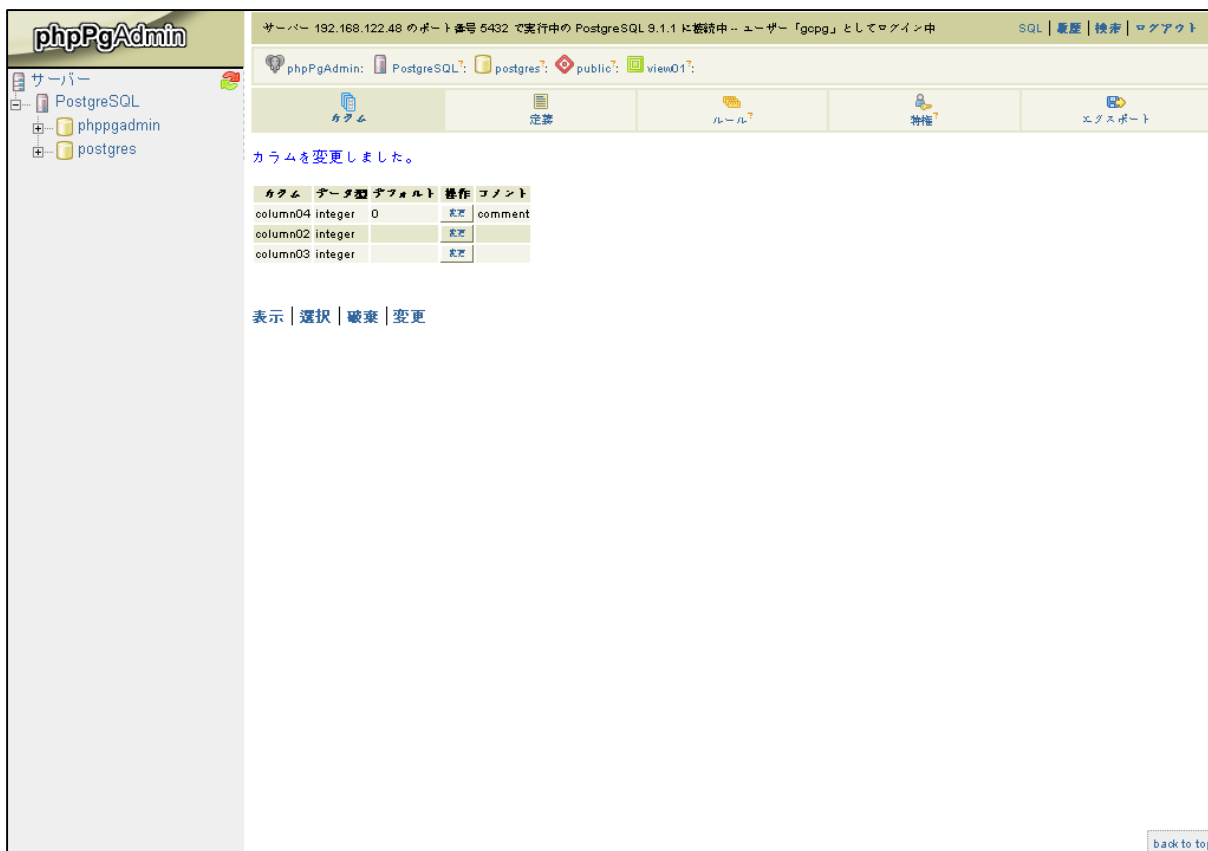 phpPgAdmin
サーバー
PostgreSQL
phppgadmin
postgres
サーバー 192.168.122.48 のポート番号 5432 で実行中の PostgreSQL 9.1.1 に接続中 -- ユーザー「gopg」としてログイン中
SQL | 履歴 | 検索 | ログアウト
phpPgAdmin: PostgreSQL?: postgres?: public?: view01?:
カラム 定義 ルール? 特権? エクスポート
カラムを変更しました。
カラム データ型 デフォルト 操作 コメント
column04 integer 0 変更 comment
column02 integer 変更
column03 integer 変更
表示 | 選択 | 破棄 | 変更
back to top